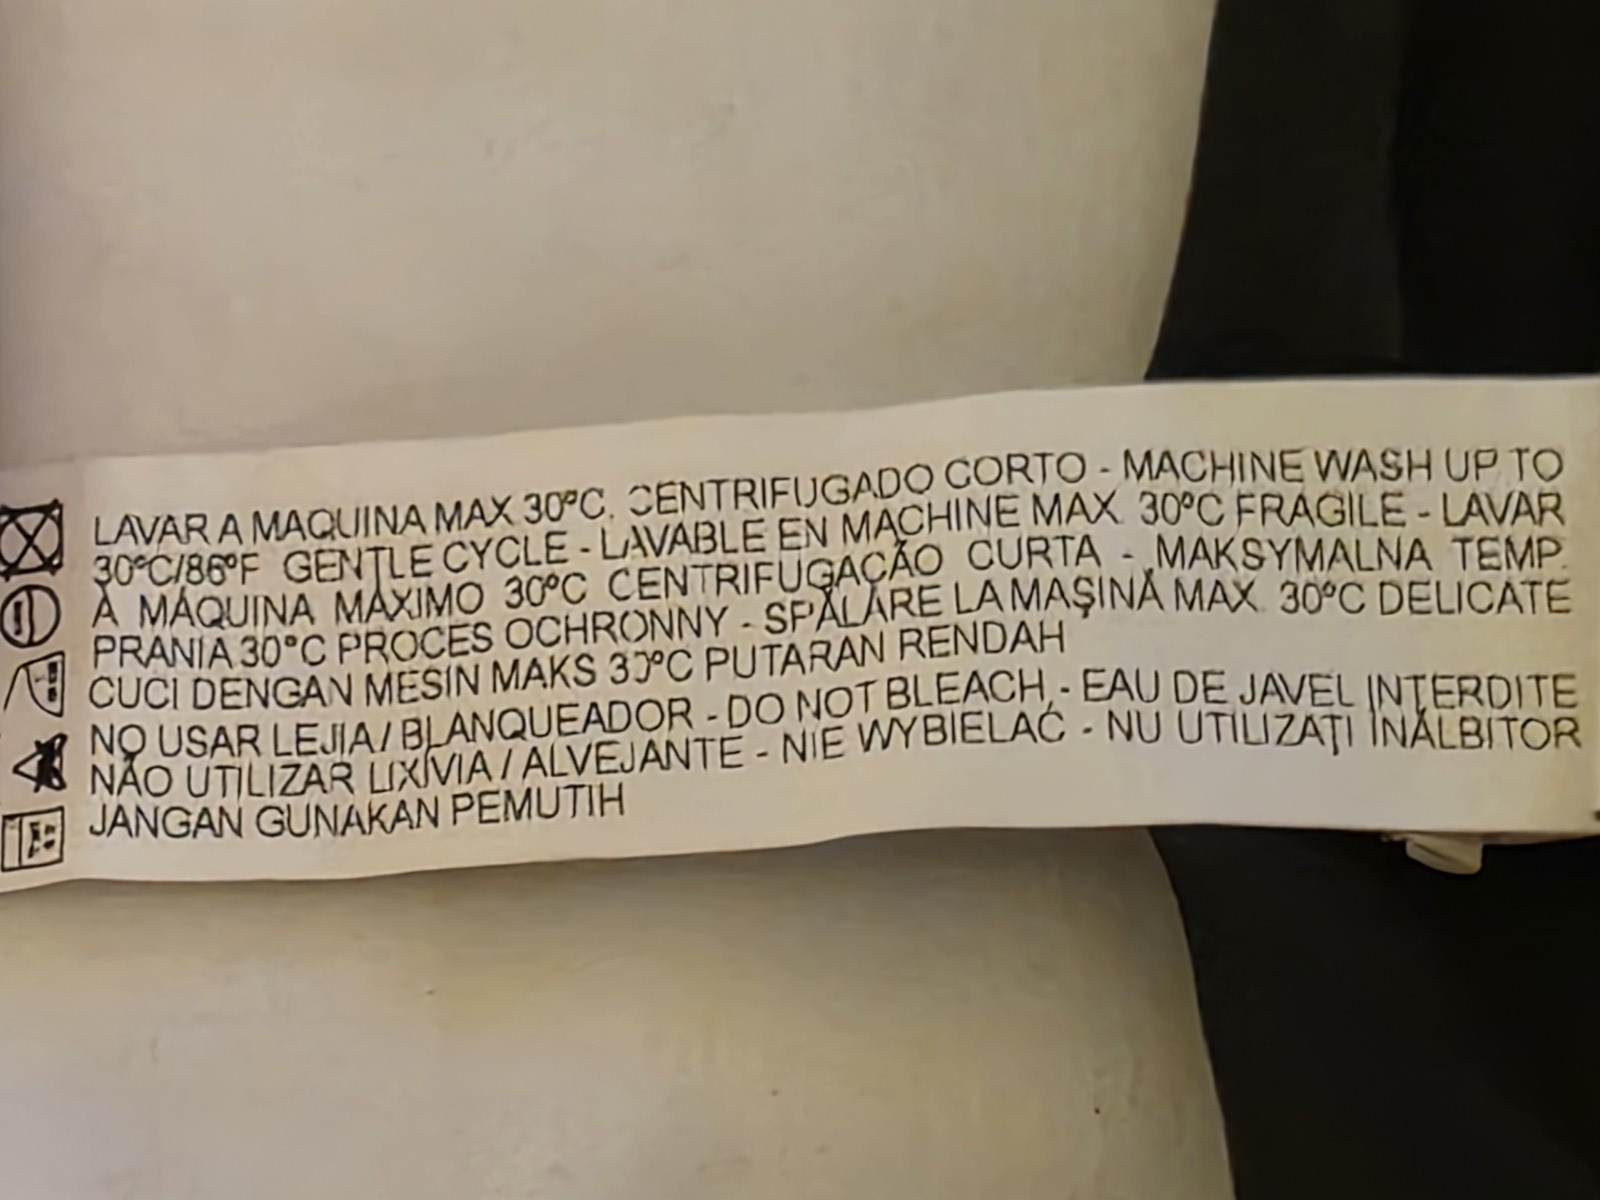 LAVAR A MAQUINA MAX 30ºC. CENTRIFUGADO CORTO - MACHINE WASH UP TO
30ºC/86ºF GENTLE CYCLE - LAVABLE EN MACHINE MAX 30ºC FRAGILE - LAVAR
À MÁQUINA MÁXIMO 30ºC CENTRIFUGAÇÃO CURTA - MAKSYMALNA TEMP.
PRANIA 30°C PROCES OCHRONNY - SPĂLARE LA MAŞINĂ MAX 30ºC DELICATE
CUCI DENGAN MESIN MAKS 30ºC PUTARAN RENDAH
NO USAR LEJIA / BLANQUEADOR - DO NOT BLEACH - EAU DE JAVEL INTERDITE
NÃO UTILIZAR LIXÍVIA / ALVEJANTE - NIE WYBIELAĆ - NU UTILIZAŢI ÎNĂLBITOR
JANGAN GUNAKAN PEMUTIH